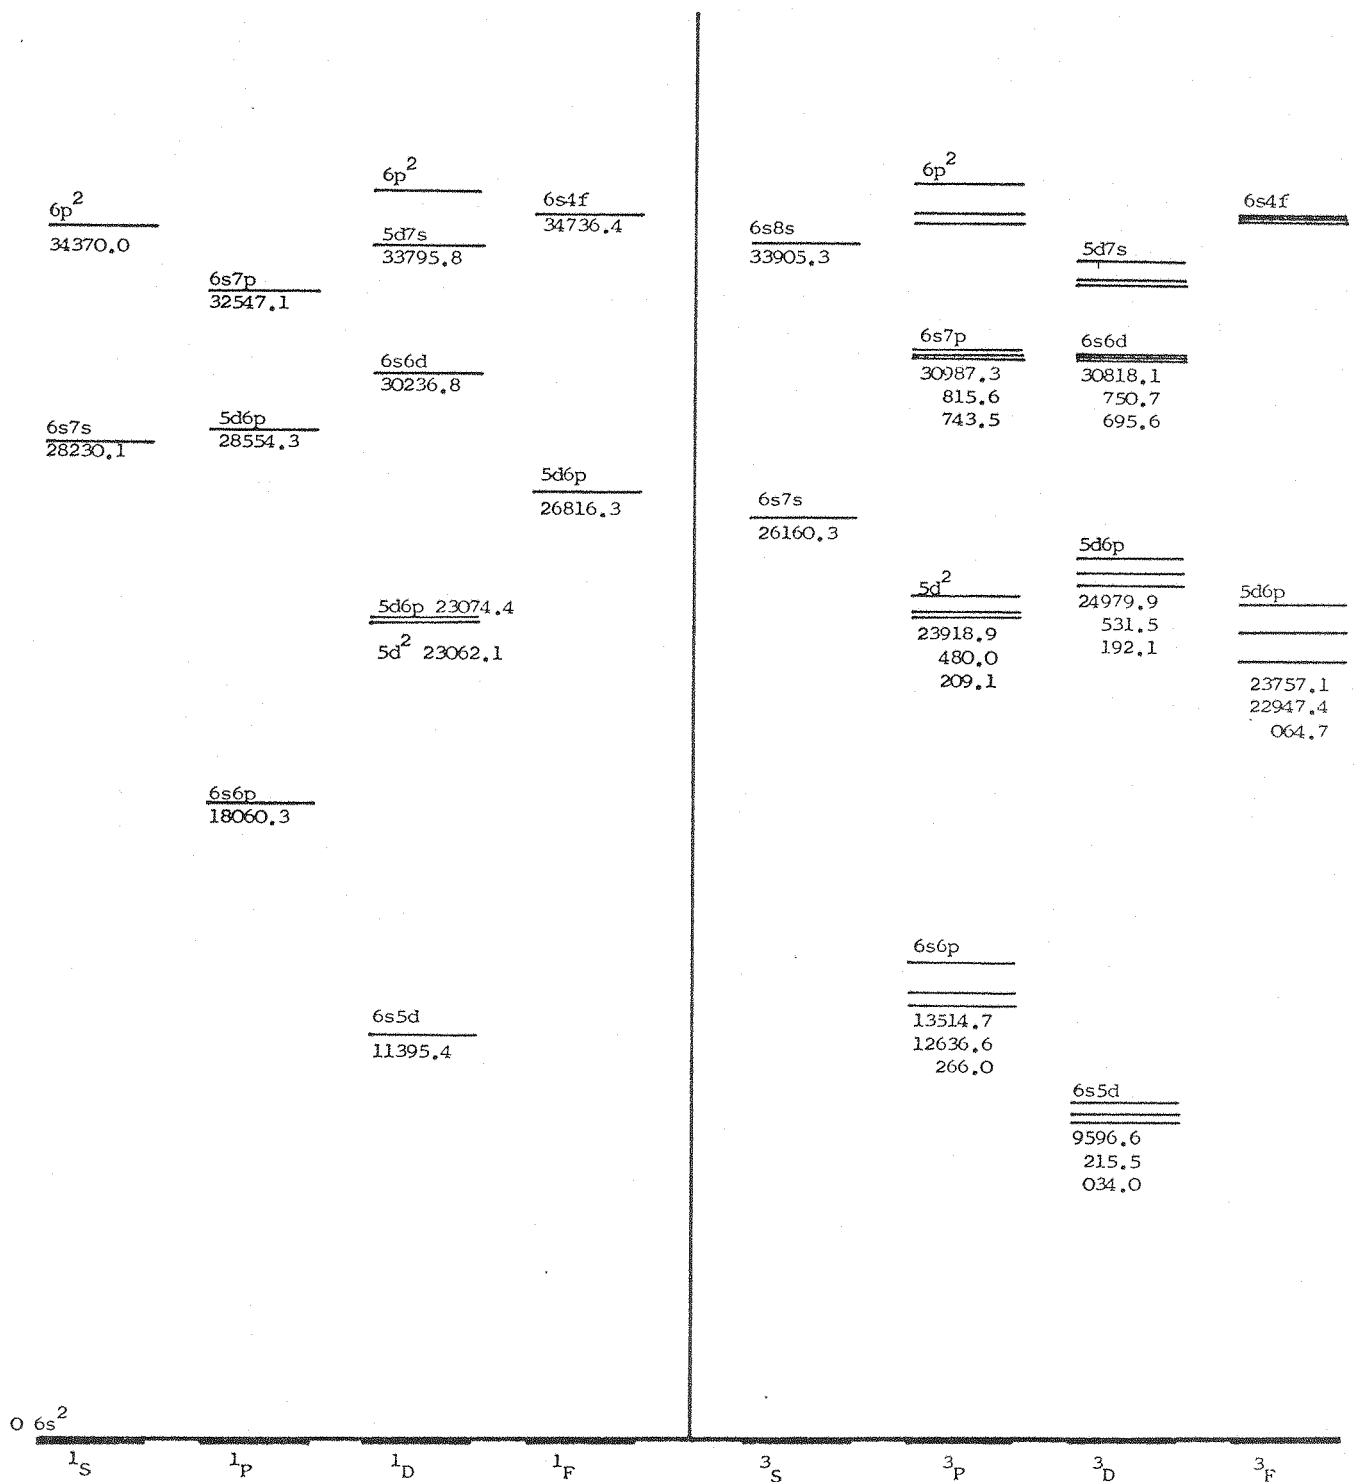 6p²
34370.0
6s7s
28230.1
0 6s²
¹S
6s7p
32547.1
5d6p
28554.3
6s6p
18060.3
¹P
6p²
5d7s
33795.8
6s6d
30236.8
5d6p 23074.4
5d² 23062.1
6s5d
11395.4
¹D
6s4f
34736.4
5d6p
26816.3
¹F
6s8s
33905.3
6s7s
26160.3
³S
6p²
6s7p
30987.3
815.6
743.5
5d²
23918.9
480.0
209.1
6s6p
13514.7
12636.6
266.0
³P
5d7s
6s6d
30818.1
750.7
695.6
5d6p
24979.9
531.5
192.1
6s5d
9596.6
215.5
034.0
³D
6s4f
5d6p
23757.1
22947.4
064.7
³F